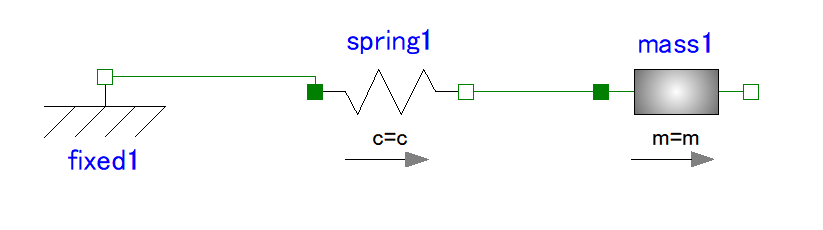 spring1
mass1
c=c
m=m
fixed1